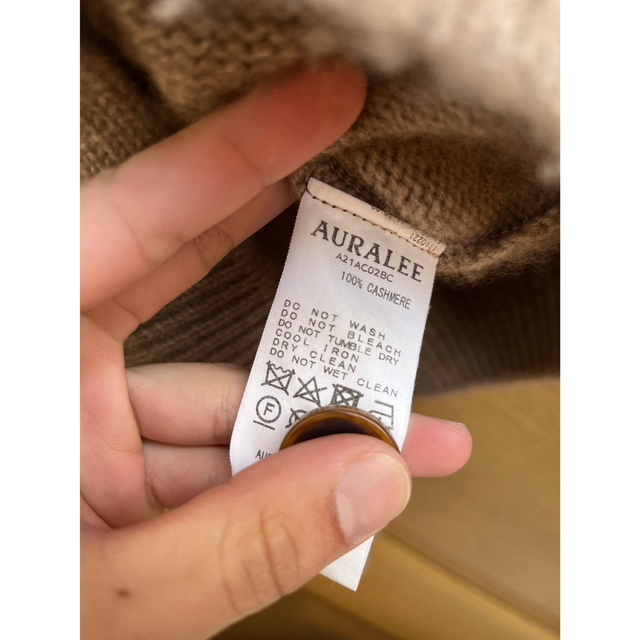 AURALEE
A21AC02BC
100% CASHMERE
DO NOT WASH
DO NOT BLEACH
DO NOT TUMBLE DRY
COOL IRON
DRY CLEAN
DO NOT WET CLEAN
F